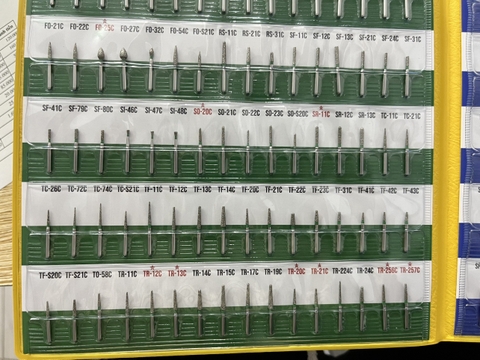 FO-21C FO-22C FO-25C FO-27C FO-32C FO-54C FO-S21C RS-11C RS-21C RS-31C SF-11C SF-12C SF-13C SF-21C SF-24C SF-31C
SF-41C SF-79C SF-80C SI-46C SI-47C SI-48C SO-20C SO-21C SO-22C SO-23C SO-S20C SR-11C SR-12C SR-13C TC-11C TC-21C
TC-26C TC-72C TC-74C TC-S21C TF-11C TF-12C TF-13C TF-14C TF-20C TF-21C TF-22C TF-23C TF-31C TF-41C TF-42C TF-43C
TF-S20C TF-S21C TO-58C TR-11C TR-12C TR-13C TR-14C TR-15C TR-17C TR-19C TR-20C TR-21C TR-224C TR-24C TR-25GC TR-257C